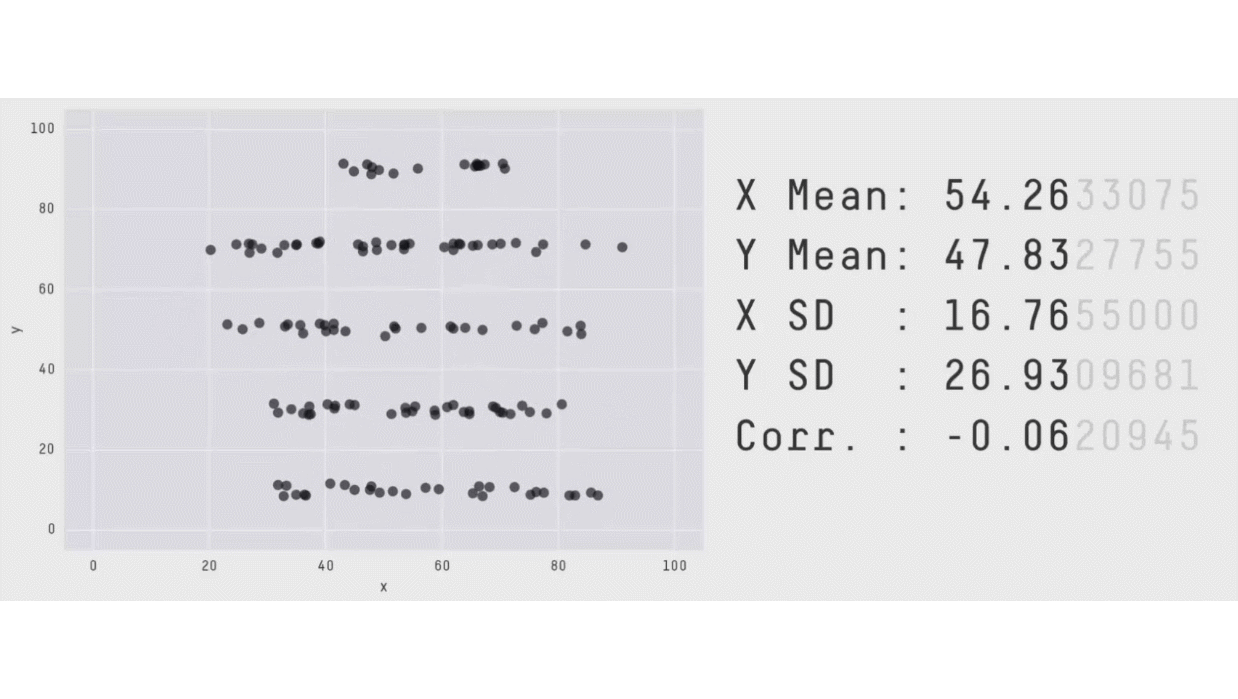 100
80
60
40
20
0
y
0 20 40 60 80 100
x
X Mean: 54.2633075
Y Mean: 47.8327755
X SD : 16.7655000
Y SD : 26.9309681
Corr. : -0.0620945